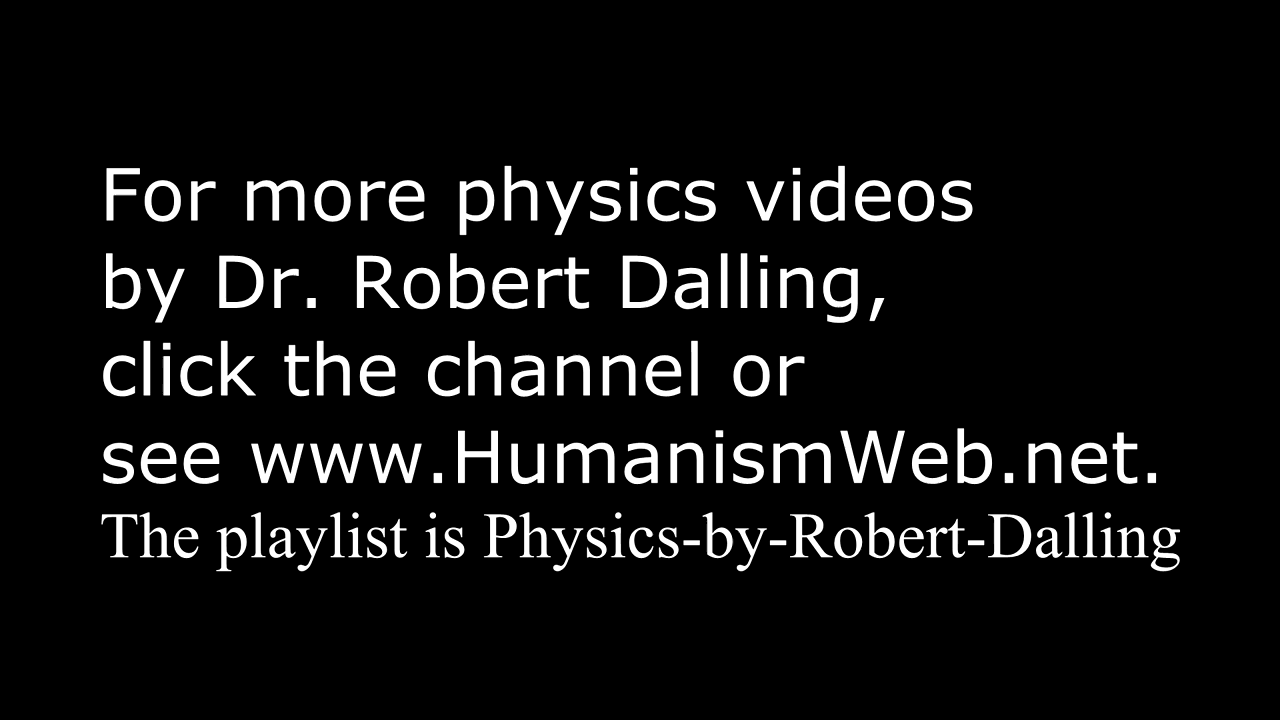 For more physics videos
by Dr. Robert Dalling,
click the channel or
see www.HumanismWeb.net.
The playlist is Physics-by-Robert-Dalling